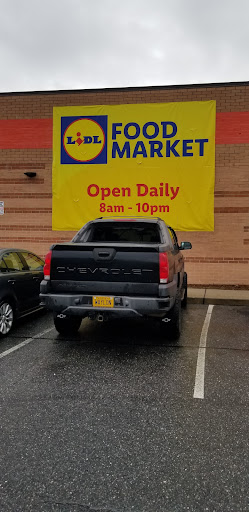 LiDL
FOOD
MARKET
Open Daily
8am - 10pm
CHEVROLET